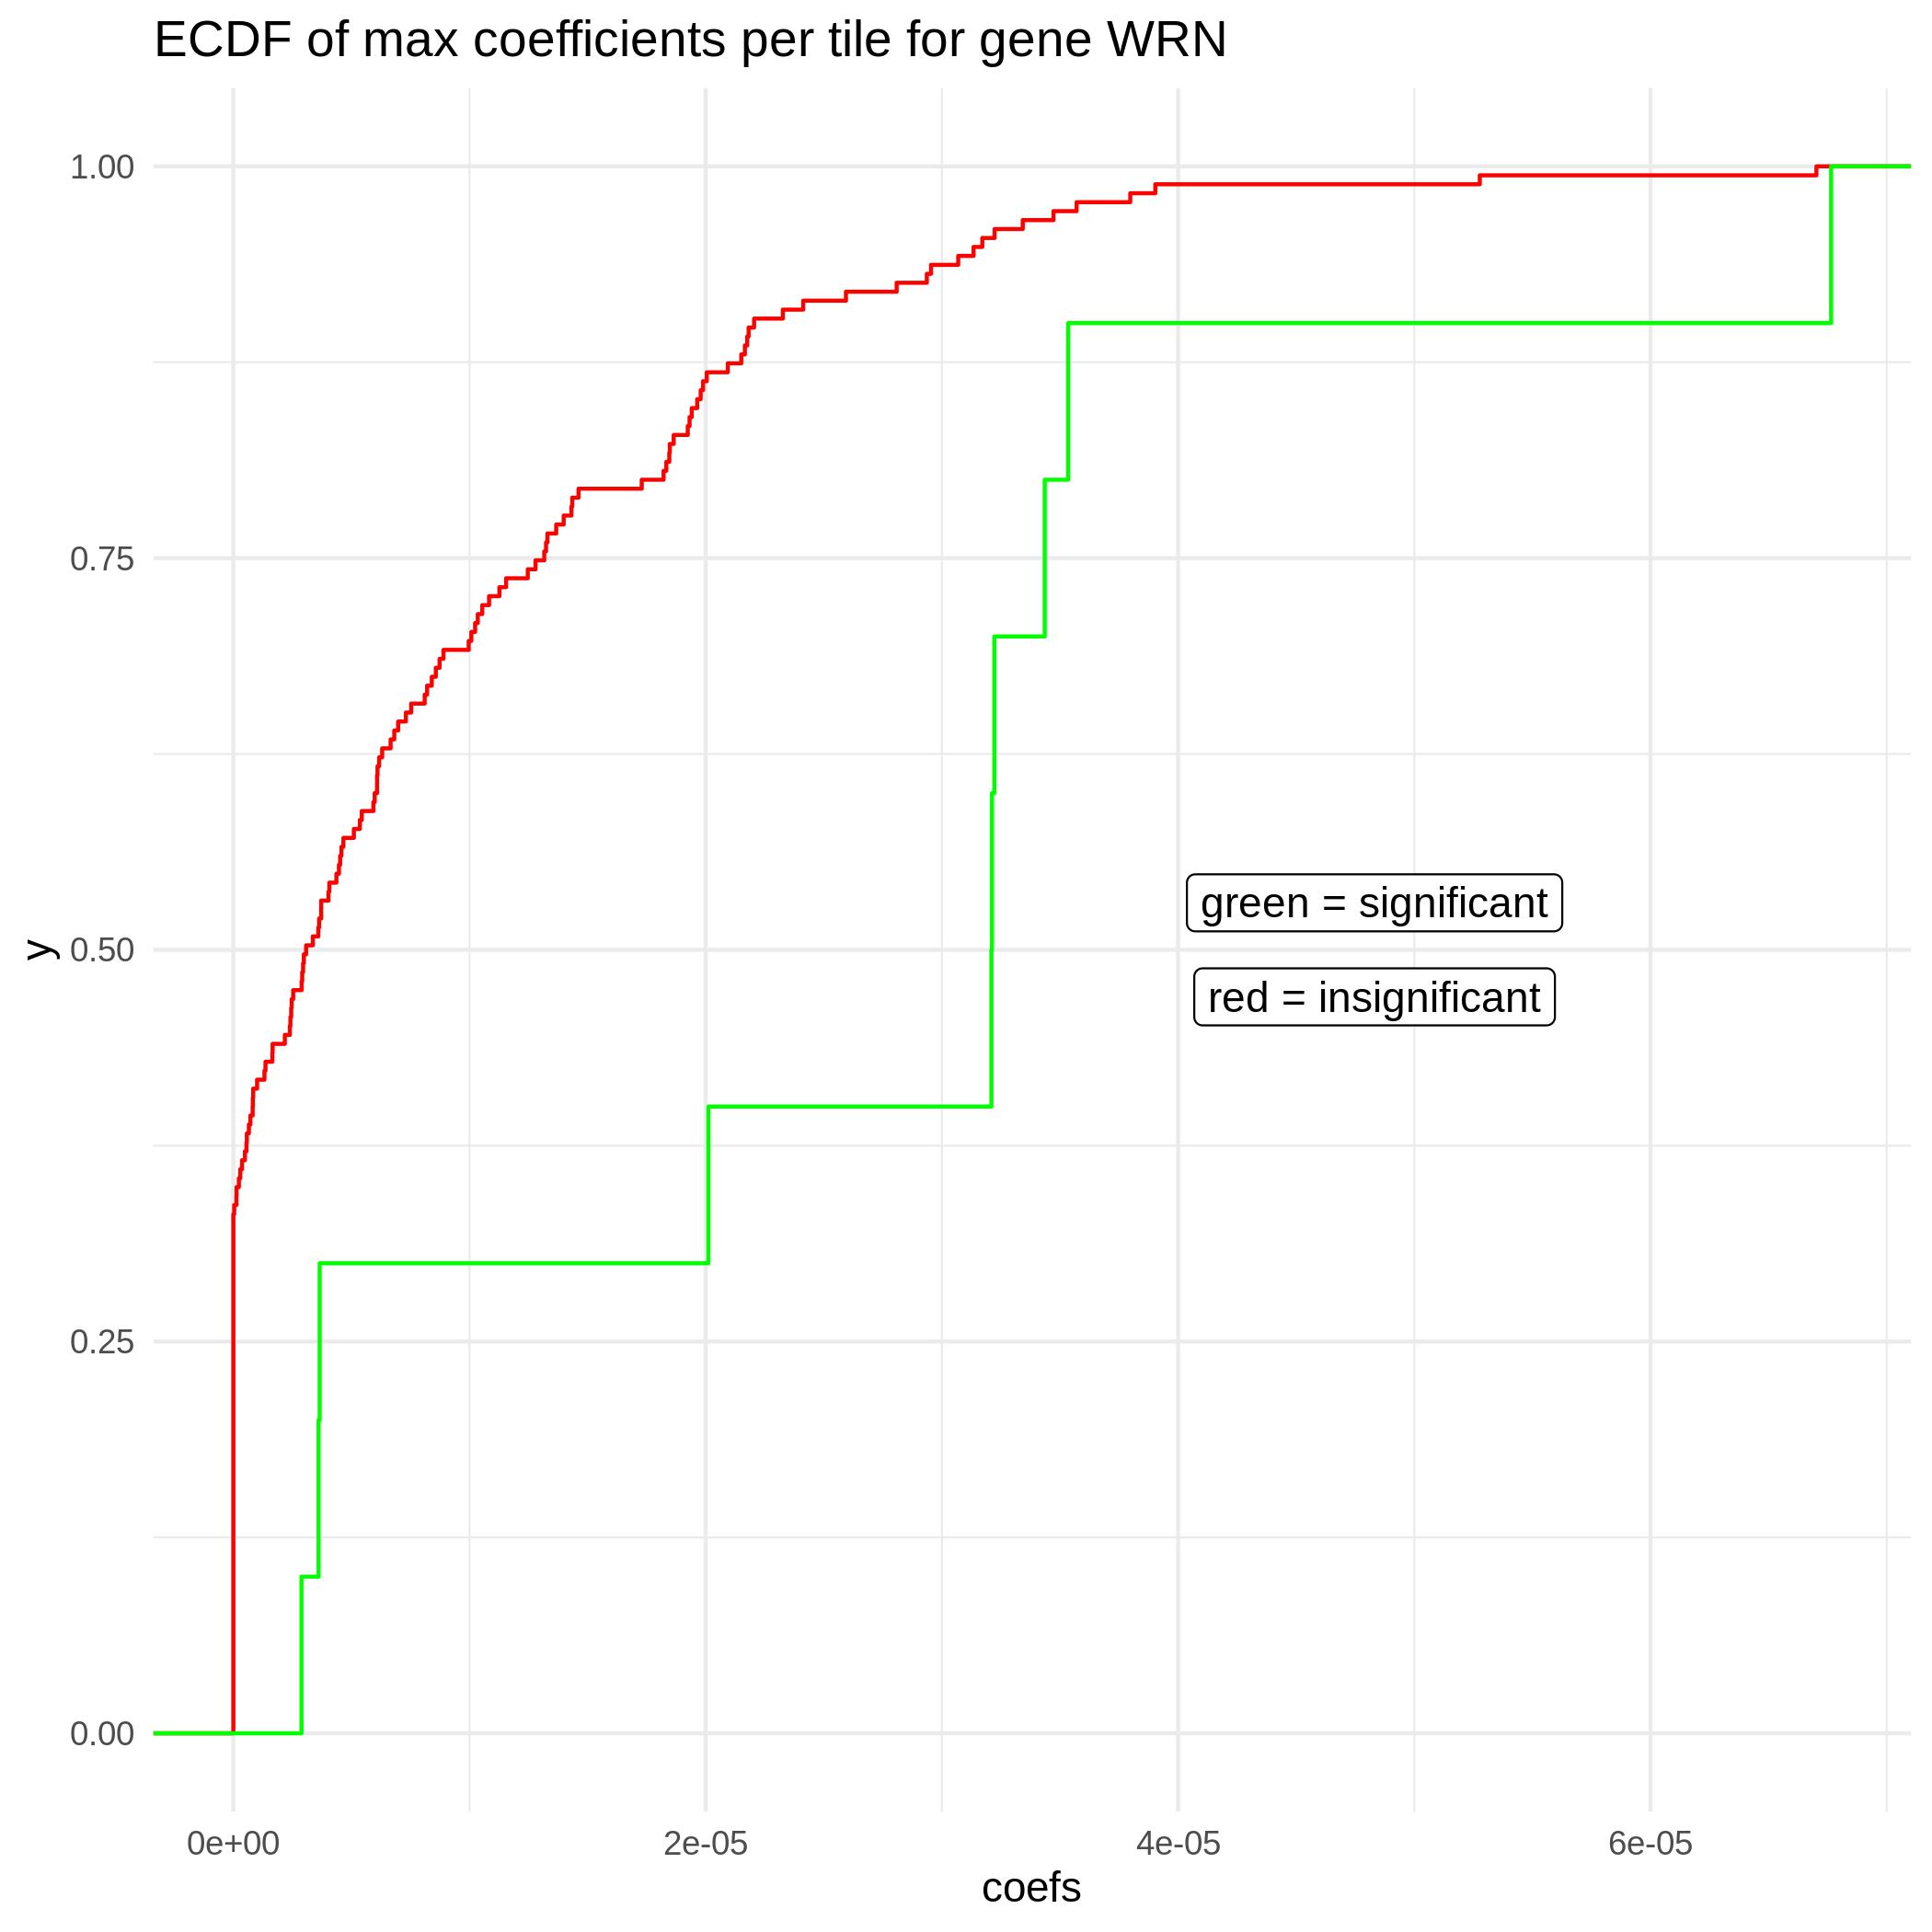 ECDF of max coefficients per tile for gene WRN
1.00
0.75
0.50
0.25
0.00
y
green = significant
red = insignificant
0e+00
2e-05
4e-05
6e-05
coefs